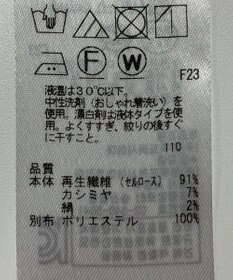 F
W
F23
液温は30℃以下。
中性洗剤(おしゃれ着洗い)を
使用。漂白剤は液体タイプを使
用。よくすすぎ、絞りの後すぐ
に干すこと。
110
品質
本体 再生繊維(セルロース) 91%
カシミヤ 7%
絹 2%
別布 ポリエステル 100%